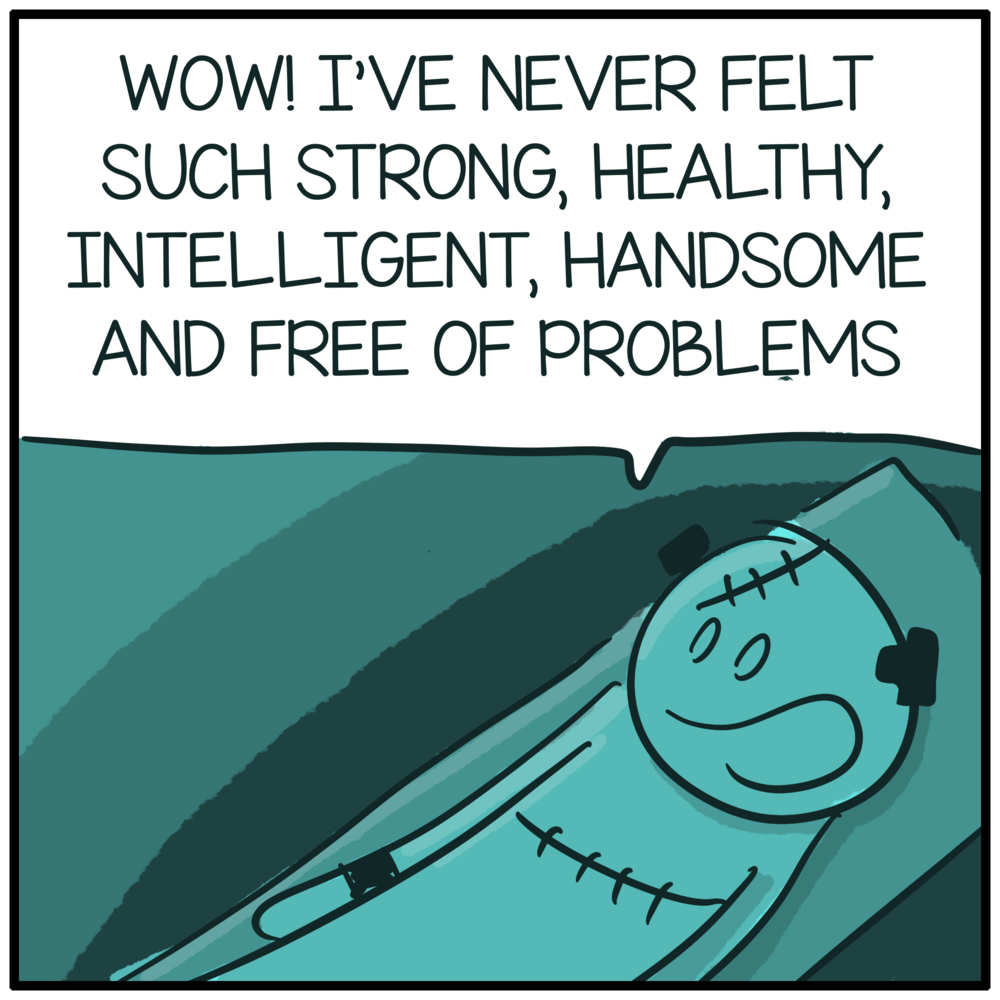 WOW! I'VE NEVER FELT
SUCH STRONG, HEALTHY,
INTELLIGENT, HANDSOME
AND FREE OF PROBLEMS